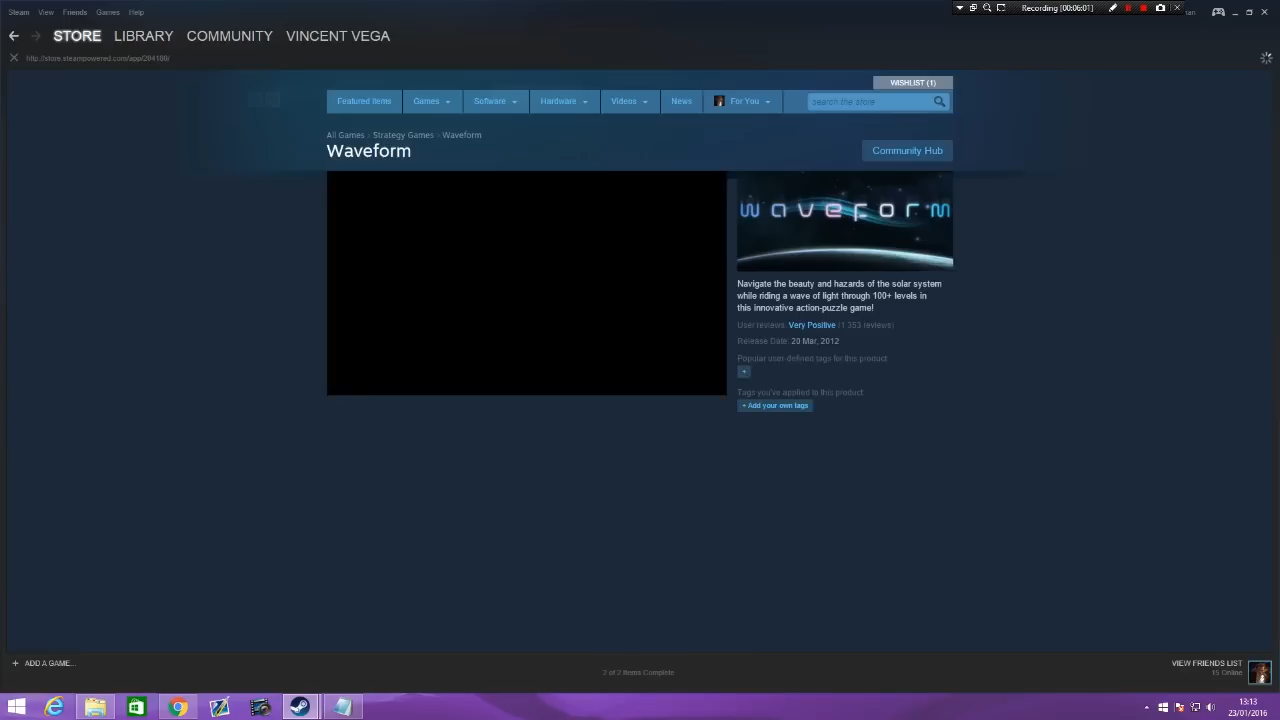 Steam View Friends Games Help
Recording [00:06:01]
STORE LIBRARY COMMUNITY VINCENT VEGA
http://store.steampowered.com/app/204180/
WISHLIST (1)
Featured Items Games Software Hardware Videos News For You search the store
All Games > Strategy Games > Waveform
Waveform
Community Hub
waveform
Navigate the beauty and hazards of the solar system
while riding a wave of light through 100+ levels in
this innovative action-puzzle game!
User reviews: Very Positive (1,353 reviews)
Release Date: 20 Mar, 2012
Popular user-defined tags for this product:
+
Tags you've applied to this product:
+ Add your own tags
+ ADD A GAME...
2 of 2 Items Complete
VIEW FRIENDS LIST
15 Online
13:13
23/01/2016